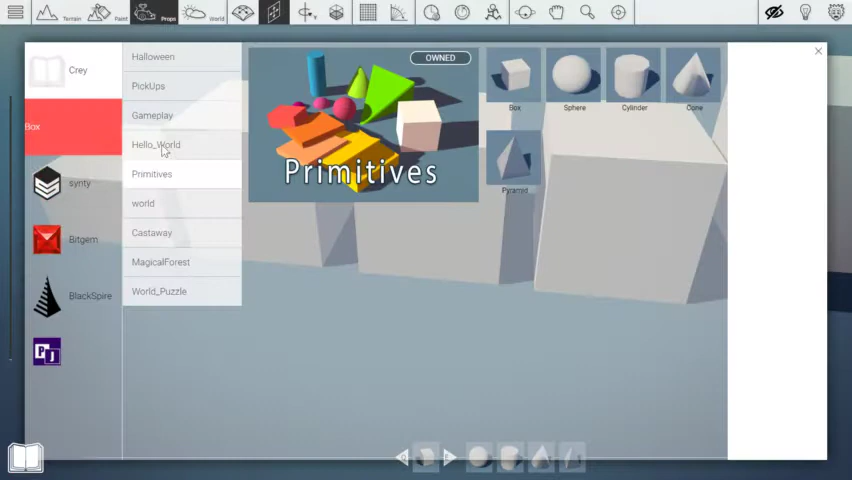 Terrain
Paint
Props
World
Crey
Box
synty
Bitgem
BlackSpire
PJ
Halloween
PickUps
Gameplay
Hello_World
Primitives
world
Castaway
MagicalForest
World_Puzzle
OWNED
Primitives
Box
Sphere
Cylinder
Cone
Pyramid
Q
E